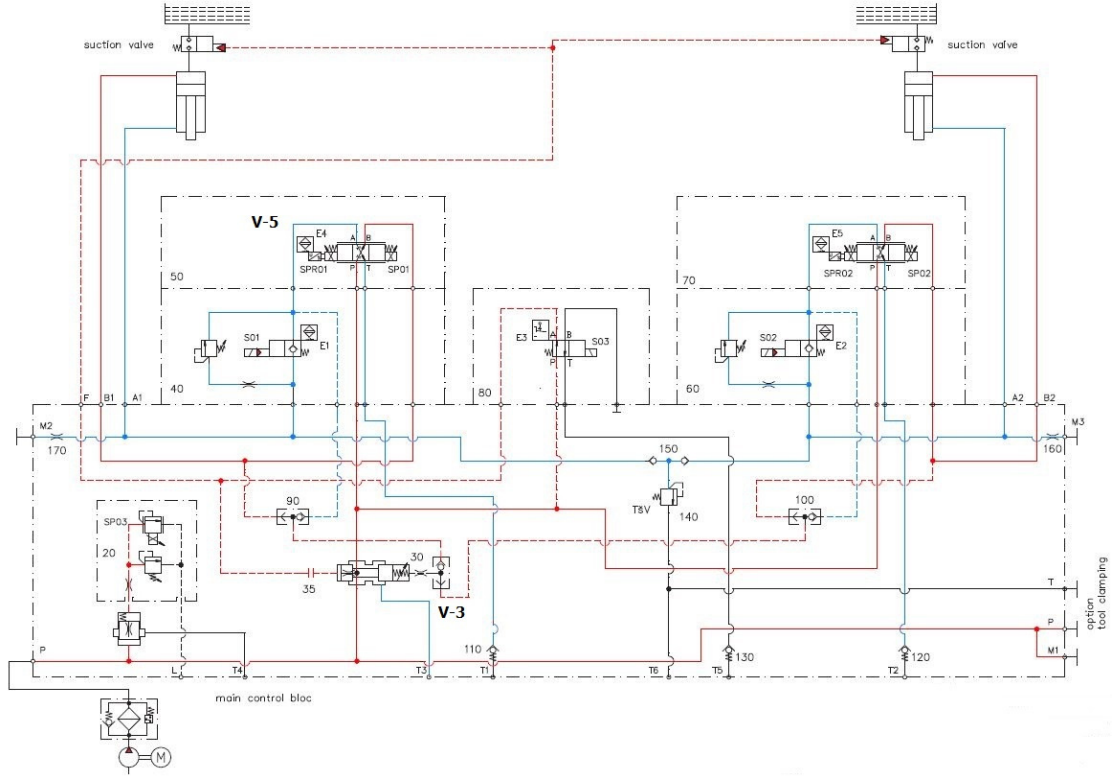 suction valve
suction valve
V-5
E4
A B
P T
SPR01
SP01
50
E5
A B
P T
SPR02
SP02
70
S01
E1
40
E3
A B
P T
S03
80
S02
E2
60
F
B1
A1
A2
B2
M2
170
M3
160
150
T&V
140
90
100
SP03
20
30
35
V-3
T
P
M1
option
tool clamping
110
130
120
P
L
T4
T3
T1
T6
T5
T2
main control bloc
M